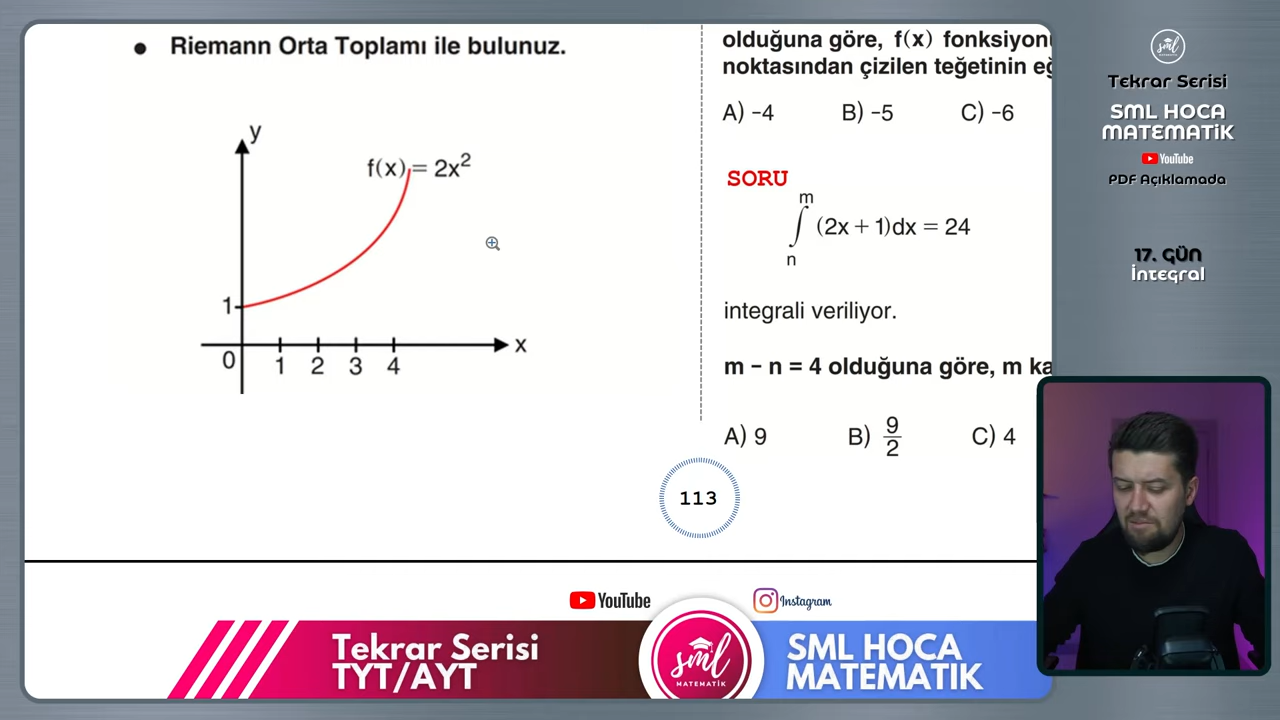 ● Riemann Orta Toplamı ile bulunuz.
y
f(x) = 2x²
1
0 1 2 3 4 x
olduğuna göre, f(x) fonksiyon
noktasından çizilen teğetinin eğ
A) -4 B) -5 C) -6
SORU
m
∫ (2x + 1)dx = 24
n
integrali veriliyor.
m - n = 4 olduğuna göre, m ka
A) 9 B) 9/2 C) 4
113
YouTube Instagram
Tekrar Serisi
TYT/AYT
sml
MATEMATİK
SML HOCA
MATEMATİK
sml
MATEMATİK
Tekrar Serisi
SML HOCA
MATEMATİK
YouTube
PDF Açıklamada
17. GÜN
İntegral